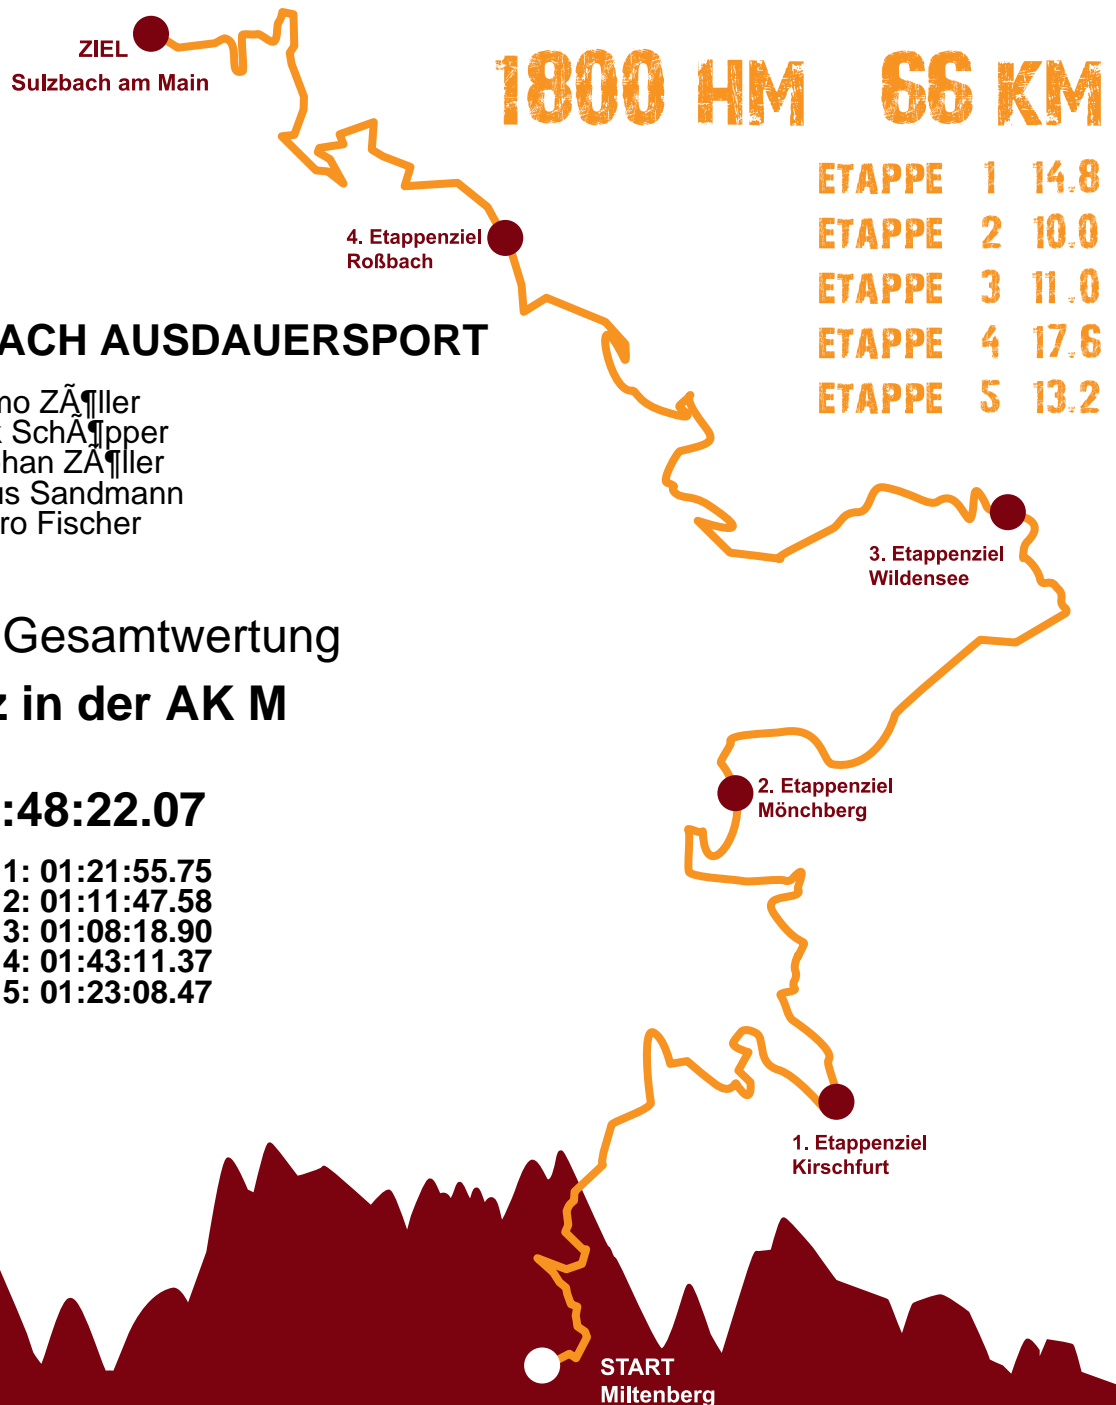 ZIEL
Sulzbach am Main
1800 HM 66 KM
ETAPPE 1 14.8
ETAPPE 2 10.0
ETAPPE 3 11.0
ETAPPE 4 17.6
ETAPPE 5 13.2
4. Etappenziel
Roßbach
ACH AUSDAUERSPORT
mo ZÃ¶ller
k SchÃ¶pper
han ZÃ¶ller
us Sandmann
ro Fischer
3. Etappenziel
Wildensee
Gesamtwertung
z in der AK M
2. Etappenziel
Mönchberg
:48:22.07
1: 01:21:55.75
2: 01:11:47.58
3: 01:08:18.90
4: 01:43:11.37
5: 01:23:08.47
1. Etappenziel
Kirschfurt
START
Miltenberg